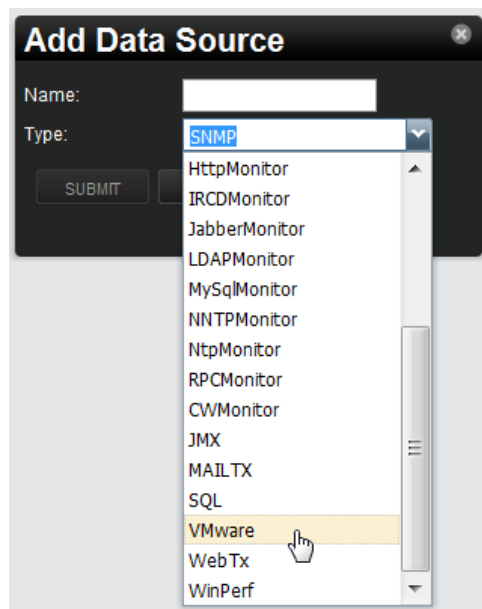 Add Data Source
Name:
Type:
SNMP
SUBMIT
HttpMonitor
IRCDMonitor
JabberMonitor
LDAPMonitor
MySqlMonitor
NNTPMonitor
NtpMonitor
RPCMonitor
CWMonitor
JMX
MAILTX
SQL
VMware
WebTx
WinPerf